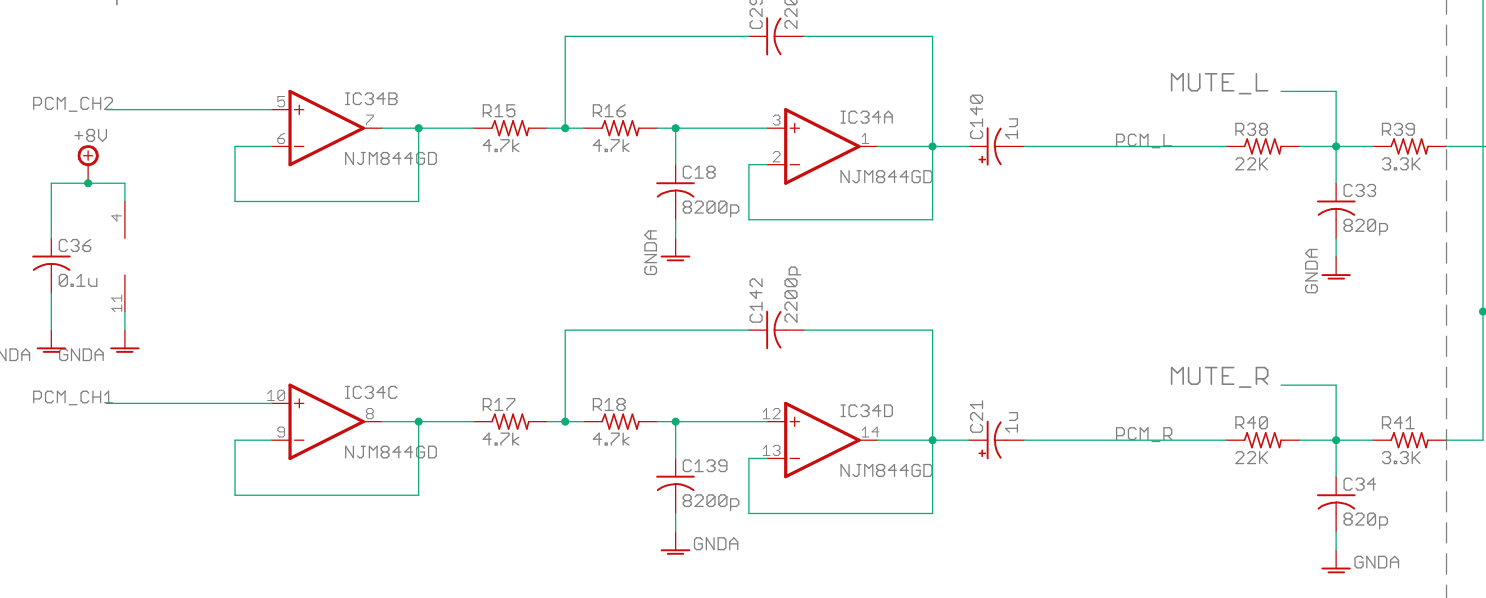 C29
220
PCM_CH2
5
6
7
IC34B
NJM844GD
R15
4.7k
R16
4.7k
3
2
1
IC34A
NJM844GD
C140
1u
PCM_L
MUTE_L
R38
22K
R39
3.3K
+8V
C18
8200p
GNDA
C33
820p
GNDA
4
11
C36
0.1u
NDA
GNDA
C142
2200p
PCM_CH1
10
9
8
IC34C
NJM844GD
R17
4.7k
R18
4.7k
12
13
14
IC34D
NJM844GD
C21
1u
PCM_R
MUTE_R
R40
22K
R41
3.3K
C139
8200p
GNDA
C34
820p
GNDA